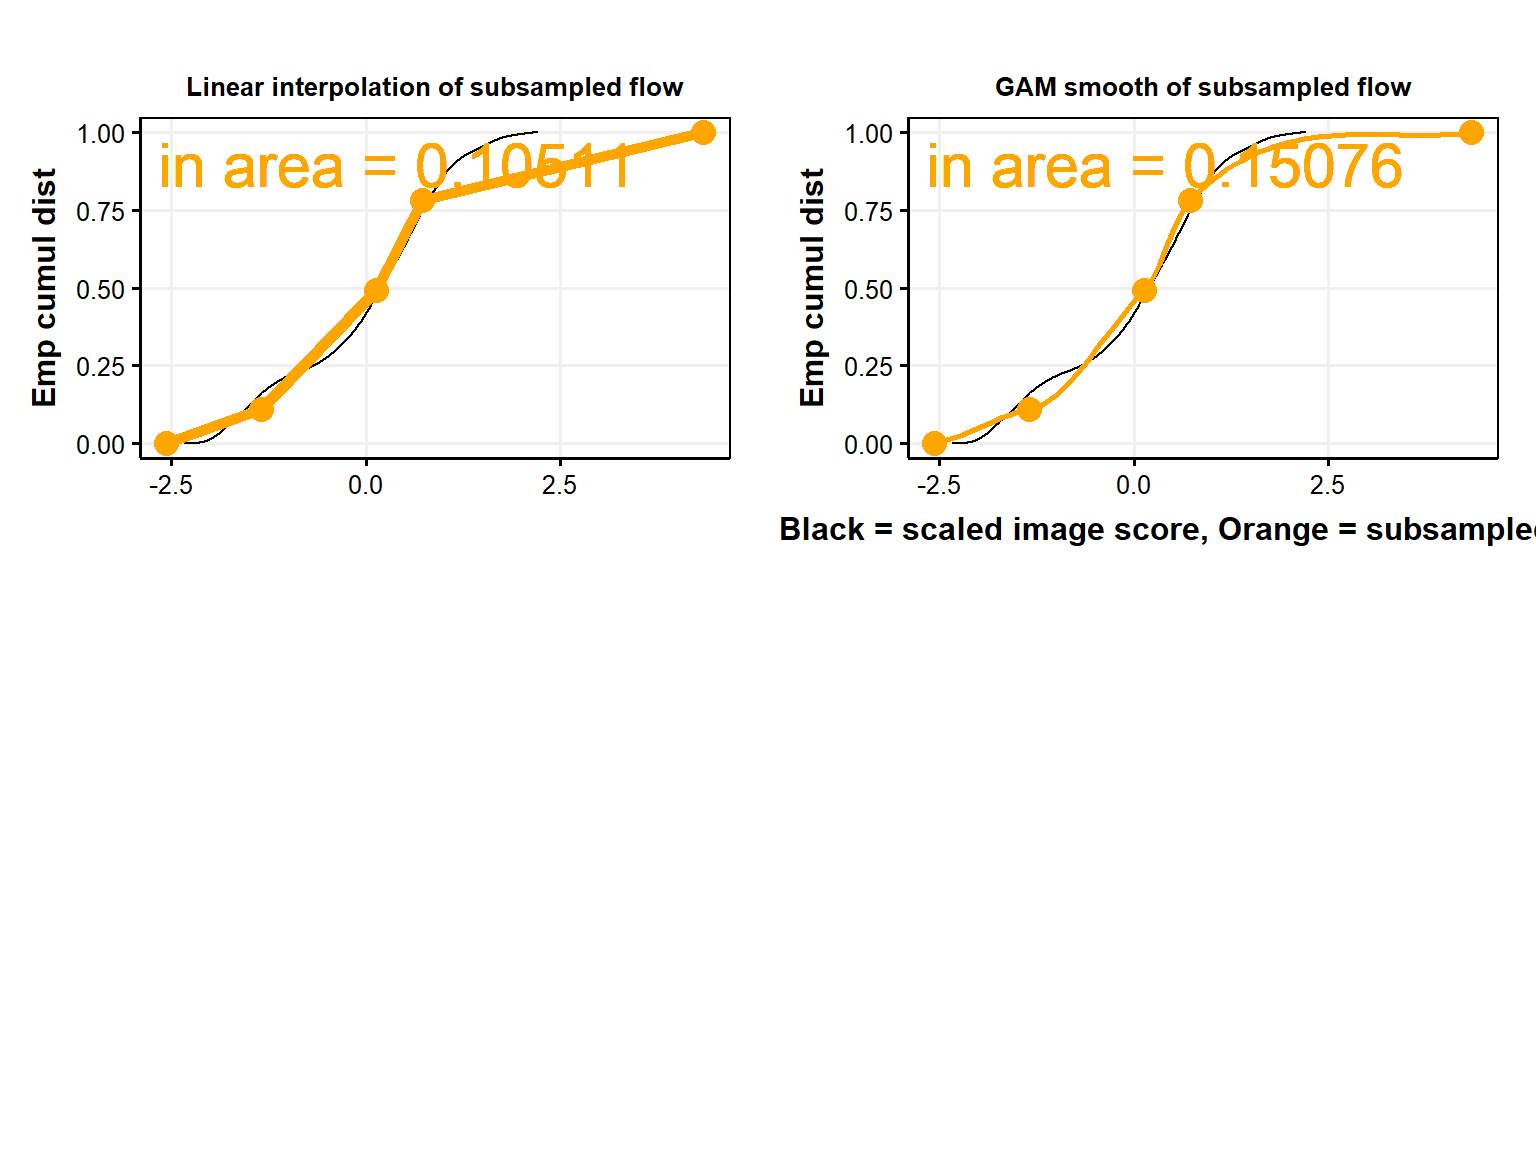 Linear interpolation of subsampled flow
Emp cumul dist
1.00
0.75
0.50
0.25
0.00
in area = 0.10511
-2.5 0.0 2.5
GAM smooth of subsampled flow
Emp cumul dist
1.00
0.75
0.50
0.25
0.00
in area = 0.15076
-2.5 0.0 2.5
Black = scaled image score, Orange = subsampled